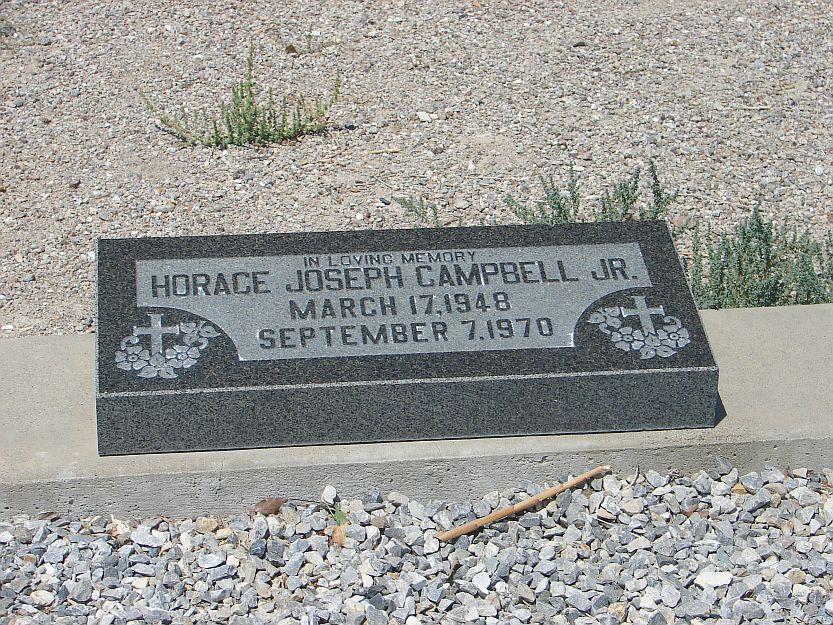 IN LOVING MEMORY
HORACE JOSEPH CAMPBELL JR.
MARCH 17,1948
SEPTEMBER 7,1970